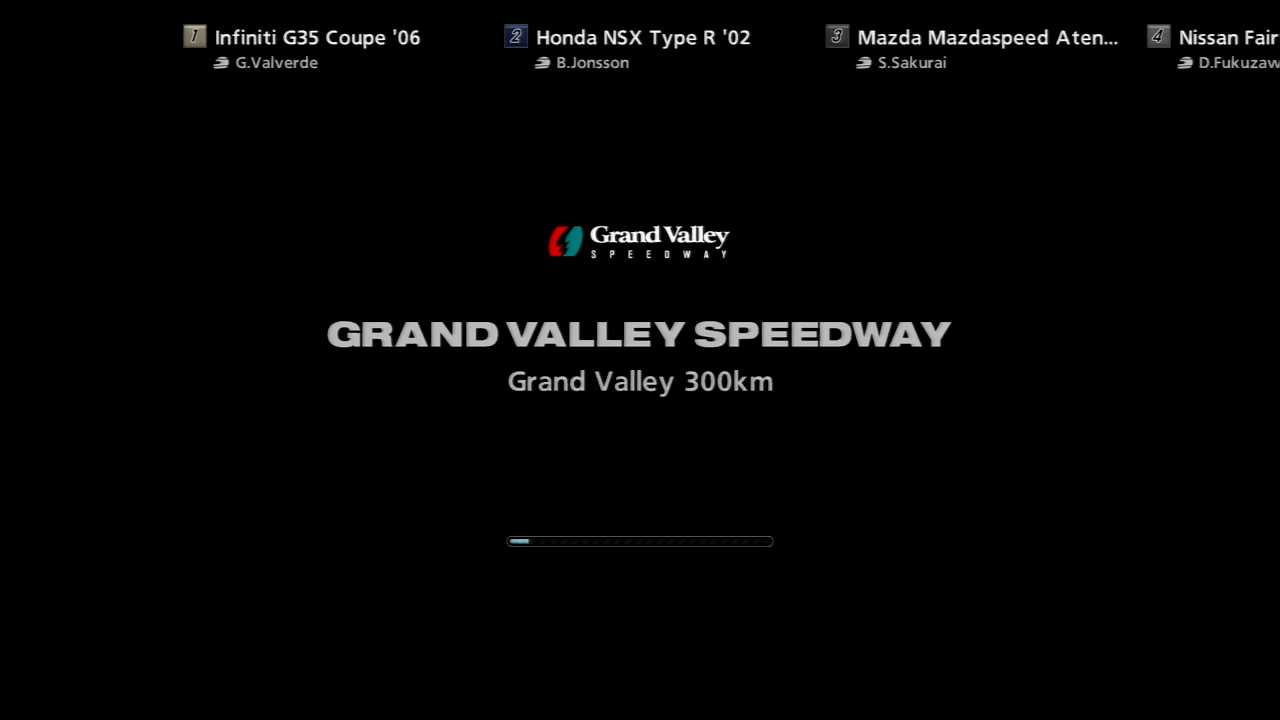 1 Infiniti G35 Coupe '06
G.Valverde
2 Honda NSX Type R '02
B.Jonsson
3 Mazda Mazdaspeed Aten...
S.Sakurai
4 Nissan Fair
D.Fukuzaw
Grand Valley
SPEEDWAY
GRAND VALLEY SPEEDWAY
Grand Valley 300km